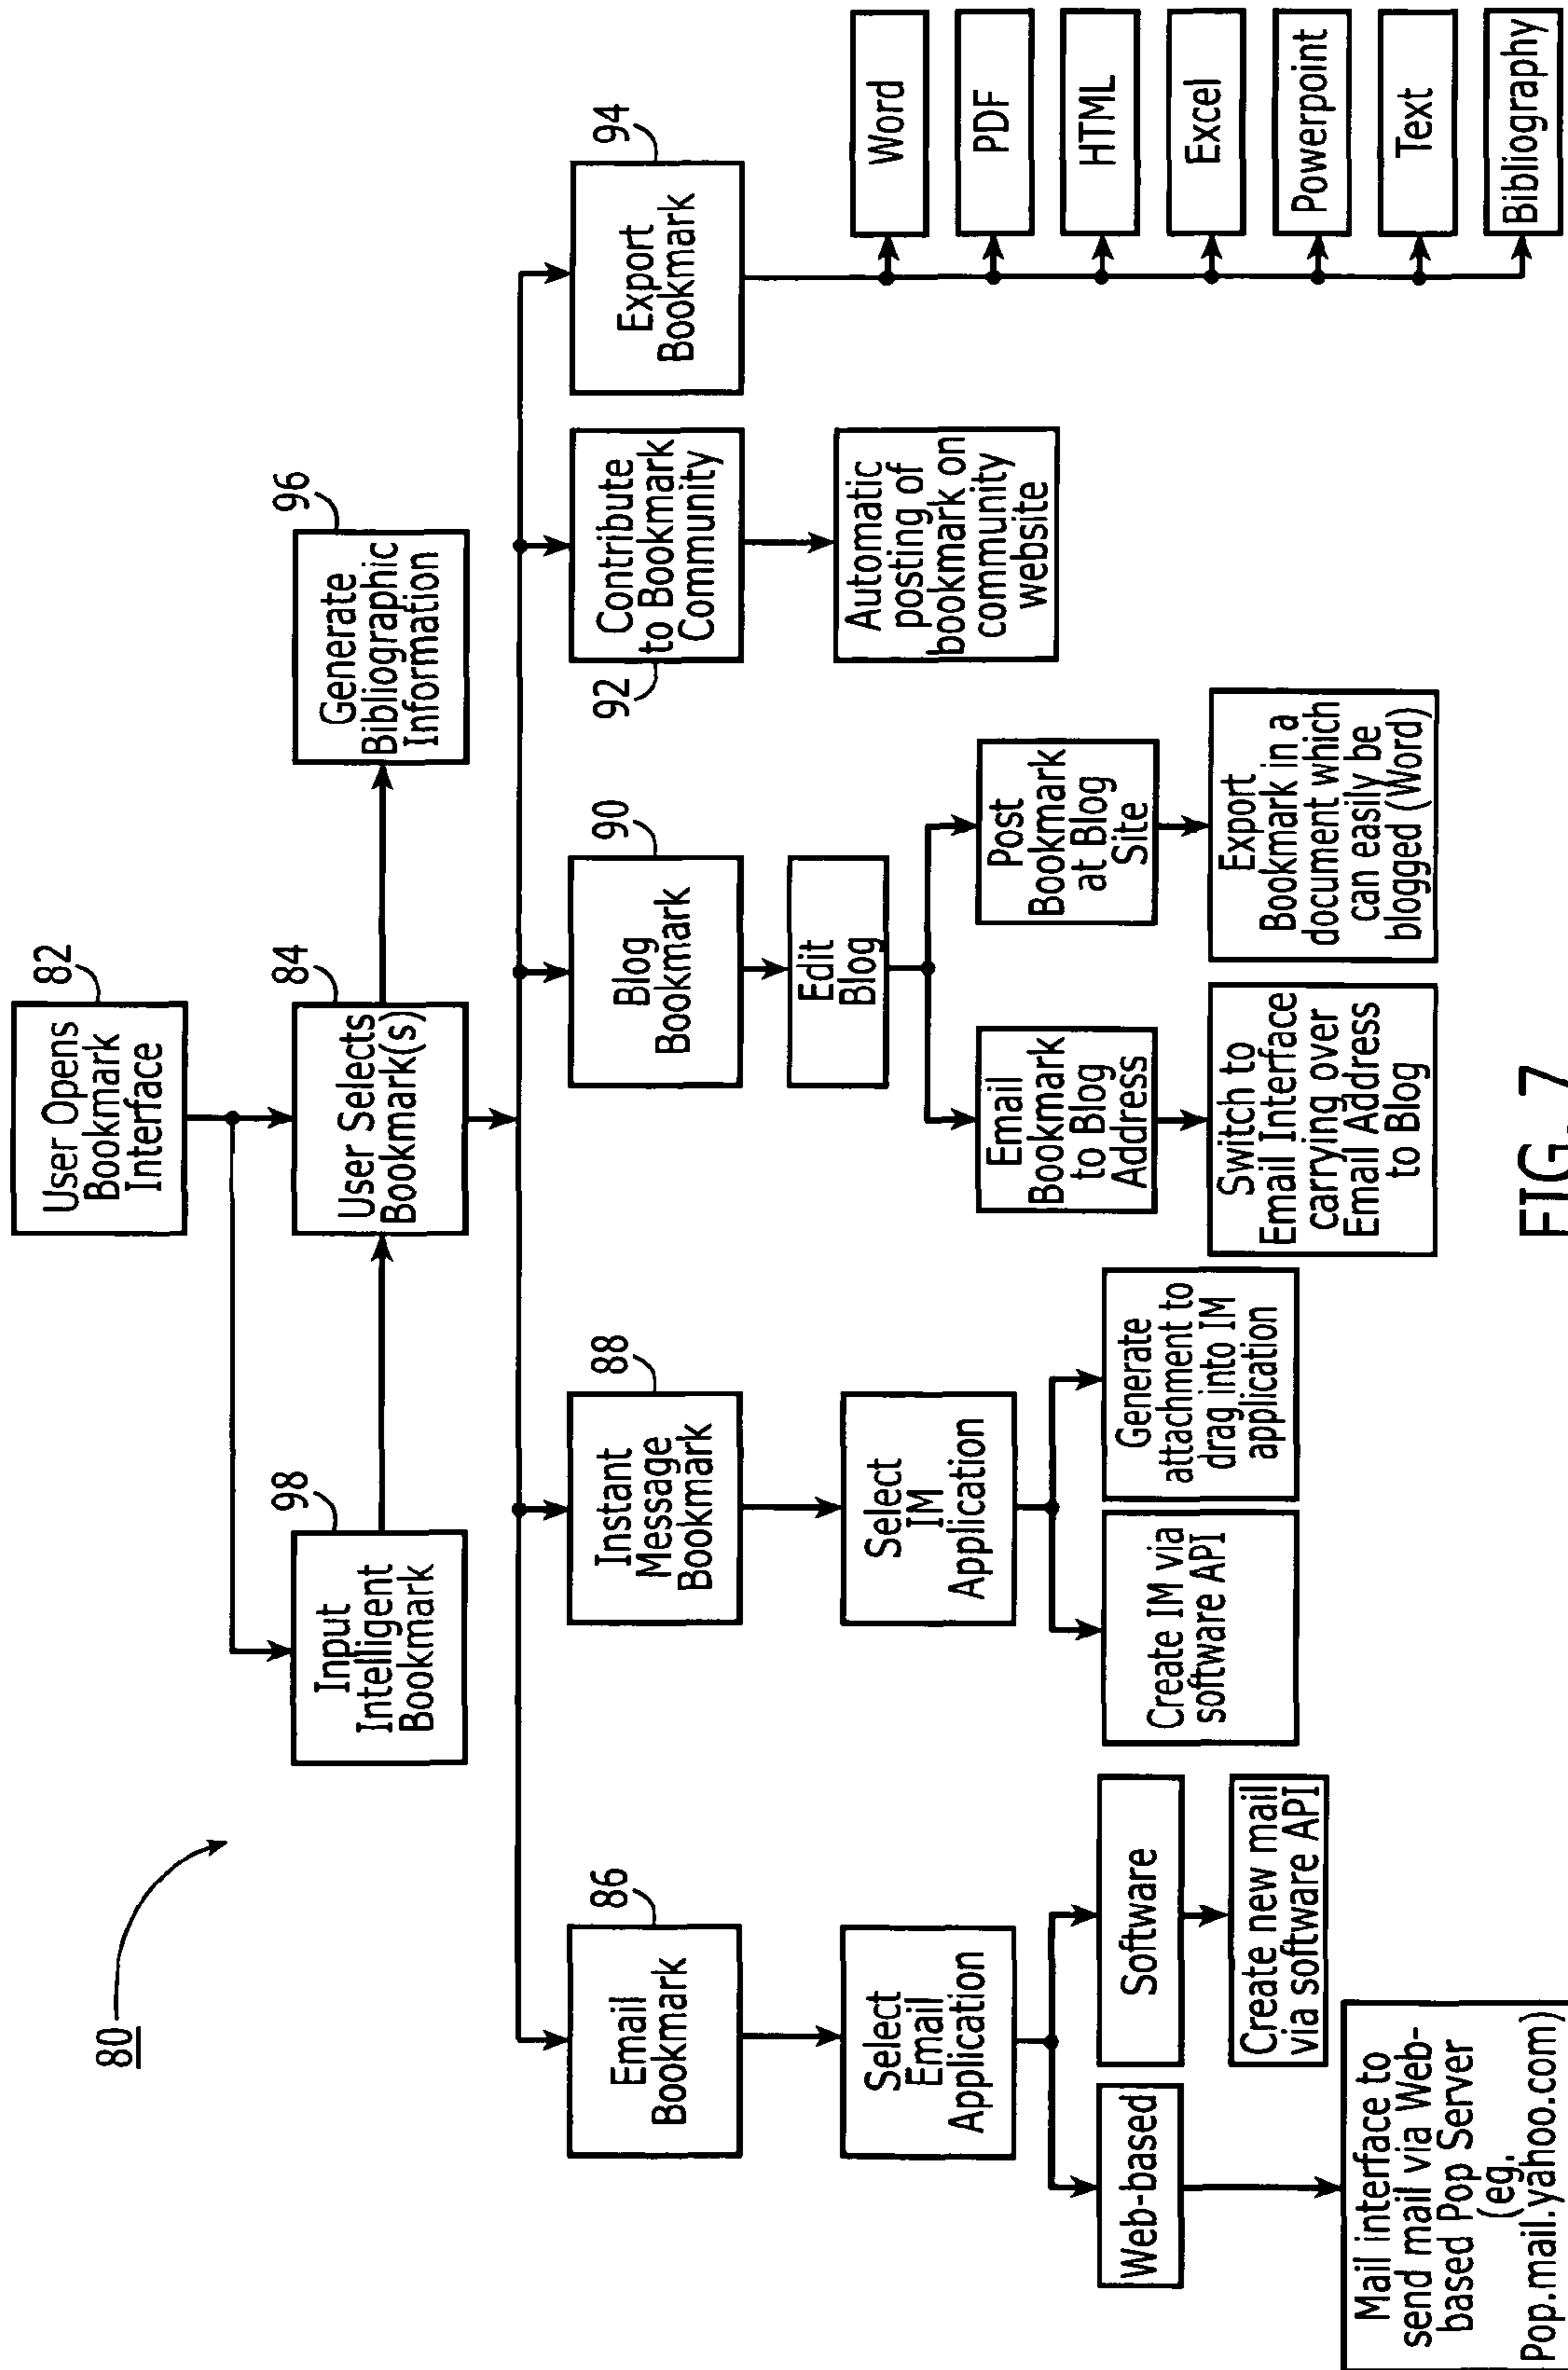 80
82
User Opens
Bookmark
Interface
98
Input
Intelligent
Bookmark
84
User Selects
Bookmark(s)
96
Generate
Bibliographic
Information
86
Email
Bookmark
Select
Email
Application
Web-based
Mail interface to
send mail via Web-
based Pop Server
(eg.
Pop.mail.yahoo.com)
Software
Create new mail
via software API
88
Instant
Message
Bookmark
Select
IM
Application
Create IM via
software API
Generate
attachment to
drag into IM
application
90
Blog
Bookmark
Edit
Blog
Email
Bookmark
to Blog
Address
Switch to
Email Interface
carrying over
Email Address
to Blog
Post
Bookmark
at Blog
Site
Export
Bookmark in a
document which
can easily be
blogged (Word)
92
Contribute
to Bookmark
Community
Automatic
posting of
bookmark on
community
website
94
Export
Bookmark
Word
PDF
HTML
Excel
Powerpoint
Text
Bibliography
FIG. 7